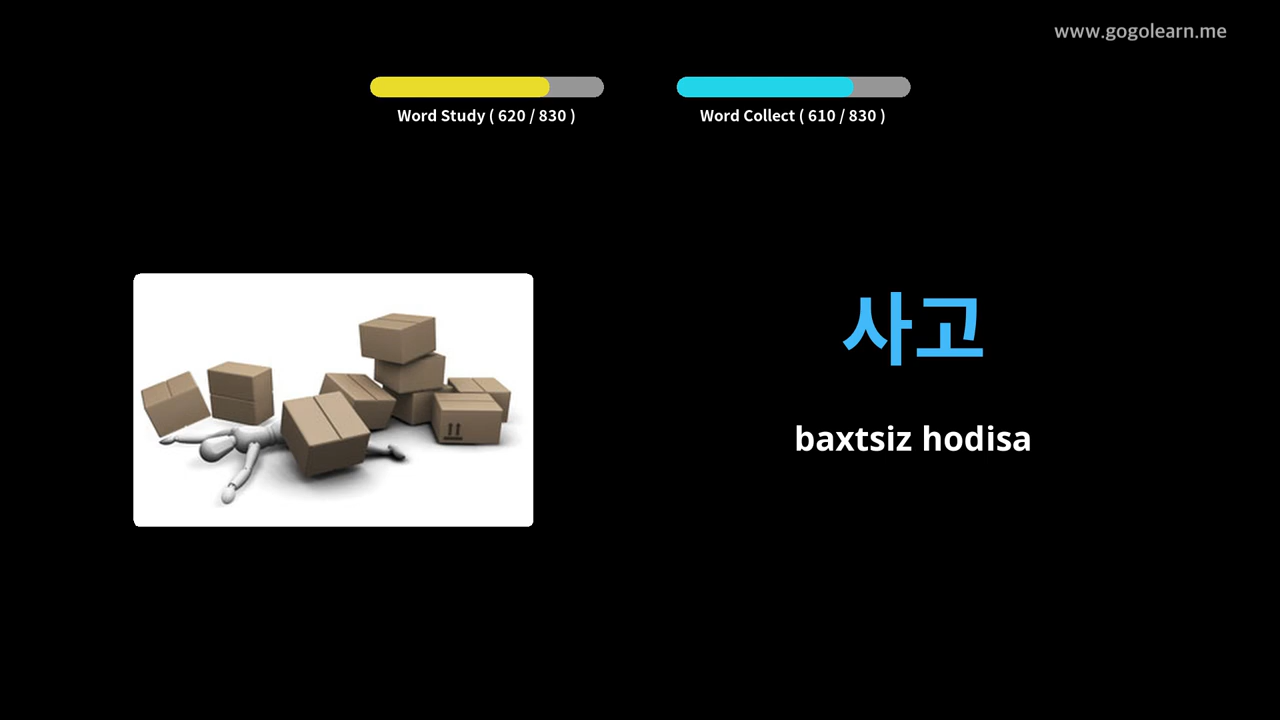 www.gogolearn.me
Word Study ( 620 / 830 )
Word Collect ( 610 / 830 )
사고
baxtsiz hodisa